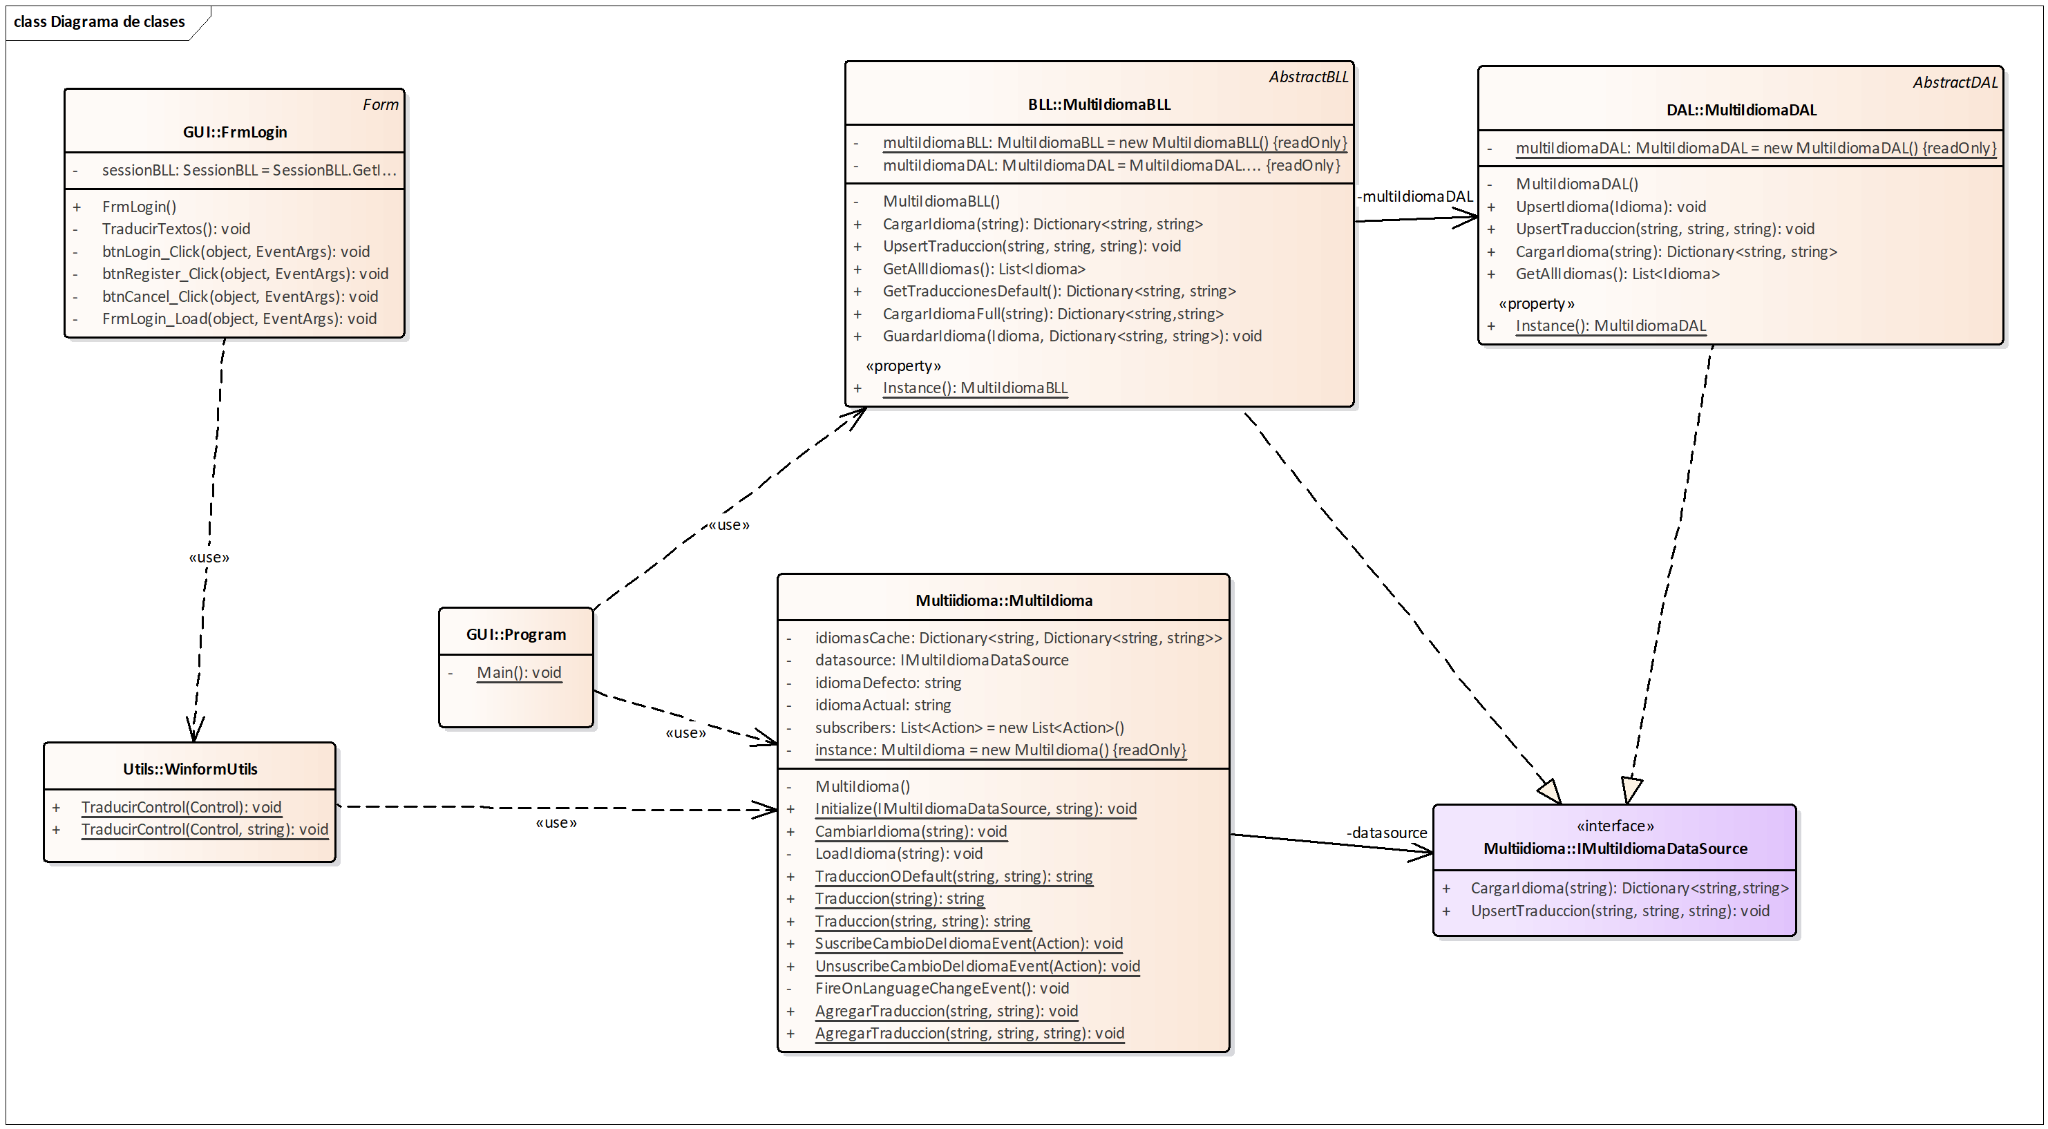 class Diagrama de clases
Form
GUI::FrmLogin
- sessionBLL: SessionBLL = SessionBLL.GetI...
+ FrmLogin()
- TraducirTextos(): void
- btnLogin_Click(object, EventArgs): void
- btnRegister_Click(object, EventArgs): void
- btnCancel_Click(object, EventArgs): void
- FrmLogin_Load(object, EventArgs): void
AbstractBLL
BLL::MultiIdiomaBLL
- multiIdiomaBLL: MultiIdiomaBLL = new MultiIdiomaBLL() {readOnly}
- multiIdiomaDAL: MultiIdiomaDAL = MultiIdiomaDAL.... {readOnly}
- MultiIdiomaBLL()
+ CargarIdioma(string): Dictionary<string, string>
+ UpsertTraduccion(string, string, string): void
+ GetAllIdiomas(): List<Idioma>
+ GetTraduccionesDefault(): Dictionary<string, string>
+ CargarIdiomaFull(string): Dictionary<string,string>
+ GuardarIdioma(Idioma, Dictionary<string, string>): void
«property»
+ Instance(): MultiIdiomaBLL
-multiIdiomaDAL
AbstractDAL
DAL::MultiIdiomaDAL
- multiIdiomaDAL: MultiIdiomaDAL = new MultiIdiomaDAL() {readOnly}
- MultiIdiomaDAL()
+ UpsertIdioma(Idioma): void
+ UpsertTraduccion(string, string, string): void
+ CargarIdioma(string): Dictionary<string, string>
+ GetAllIdiomas(): List<Idioma>
«property»
+ Instance(): MultiIdiomaDAL
«use»
«use»
GUI::Program
- Main(): void
«use»
Multiidioma::MultiIdioma
- idiomasCache: Dictionary<string, Dictionary<string, string>>
- datasource: IMultiIdiomaDataSource
- idiomaDefecto: string
- idiomaActual: string
- subscribers: List<Action> = new List<Action>()
- instance: MultiIdioma = new MultiIdioma() {readOnly}
- MultiIdioma()
+ Initialize(IMultiIdiomaDataSource, string): void
+ CambiarIdioma(string): void
- LoadIdioma(string): void
+ TraduccionODefault(string, string): string
+ Traduccion(string): string
+ Traduccion(string, string): string
+ SuscribeCambioDeIdiomaEvent(Action): void
+ UnsuscribeCambioDeIdiomaEvent(Action): void
- FireOnLanguageChangeEvent(): void
+ AgregarTraduccion(string, string): void
+ AgregarTraduccion(string, string, string): void
Utils::WinformUtils
+ TraducirControl(Control): void
+ TraducirControl(Control, string): void
«use»
-datasource
«interface»
Multiidioma::IMultiIdiomaDataSource
+ CargarIdioma(string): Dictionary<string,string>
+ UpsertTraduccion(string, string, string): void